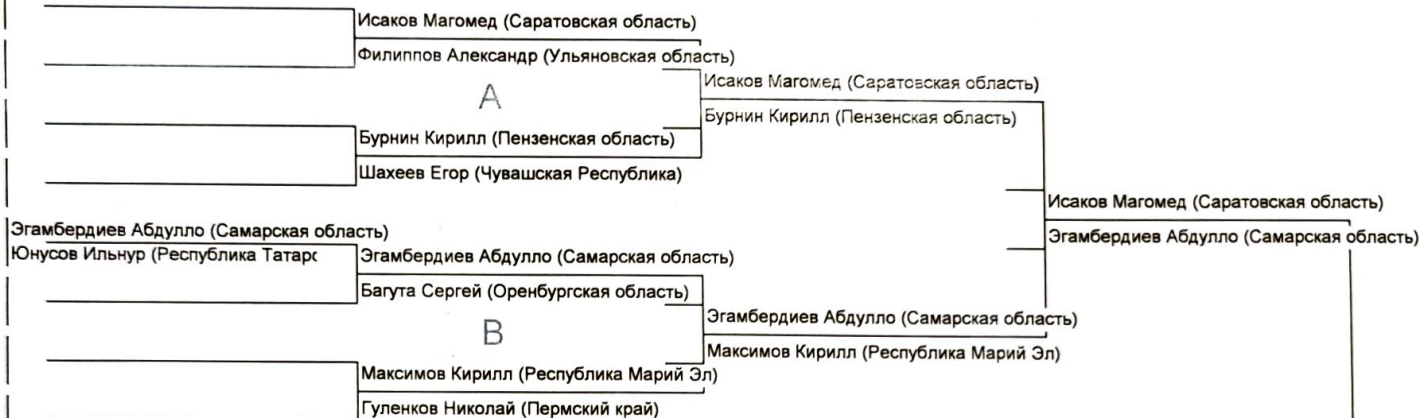 Исаков Магомед (Саратовская область)
Филиппов Александр (Ульяновская область)
Исаков Магомед (Саратовская область)
A
Бурнин Кирилл (Пензенская область)
Бурнин Кирилл (Пензенская область)
Шахеев Егор (Чувашская Республика)
Исаков Магомед (Саратовская область)
Эгамбердиев Абдулло (Самарская область)
Эгамбердиев Абдулло (Самарская область)
Юнусов Ильнур (Республика Татарс
Эгамбердиев Абдулло (Самарская область)
Багута Сергей (Оренбургская область)
Эгамбердиев Абдулло (Самарская область)
B
Максимов Кирилл (Республика Марий Эл)
Максимов Кирилл (Республика Марий Эл)
Гуленков Николай (Пермский край)